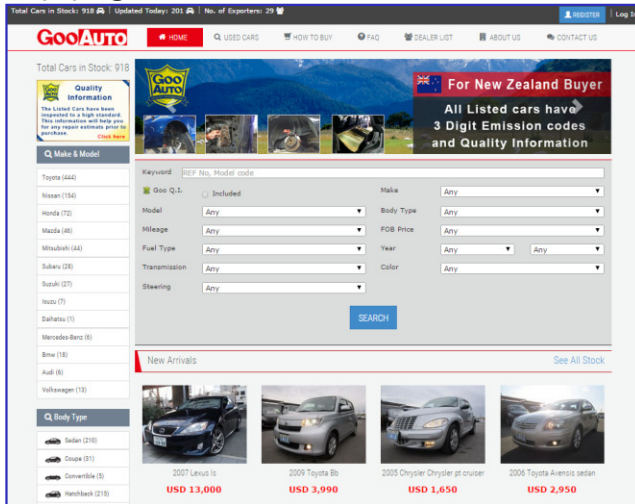 Total Cars in Stock: 918 | Updated Today: 201 | No. of Exporters: 29
REGISTER | Log In
GooAUTO
HOME
USED CARS
HOW TO BUY
FAQ
DEALER LIST
ABOUT US
CONTACT US
Total Cars in Stock: 918
Goo AUTO
Quality Information
The Listed Cars have been
inspected to a high standard.
This information will help you
for any repair estimate prior to
purchase.
Click here
Goo AUTO
For New Zealand Buyer
All Listed cars have
3 Digit Emission codes
and Quality Information
Make & Model
Toyota (444)
Nissan (154)
Honda (72)
Mazda (46)
Mitsubishi (44)
Subaru (28)
Suzuki (27)
Isuzu (7)
Daihatsu (1)
Mercedes-Benz (6)
Bmw (18)
Audi (6)
Volkswagen (13)
Body Type
Sedan (210)
Coupe (51)
Convertible (5)
Hatchback (215)
Keyword REF No, Model code
Goo Q.I. Included Make Any
Model Any Body Type Any
Mileage Any FOB Price Any
Fuel Type Any Year Any Any
Transmission Any Color Any
Steering Any
SEARCH
New Arrivals See All Stock
2007 Lexus Is
USD 13,000
2009 Toyota Bb
USD 3,990
2005 Chrysler Chrysler pt cruiser
USD 1,650
2006 Toyota Avensis sedan
USD 2,950